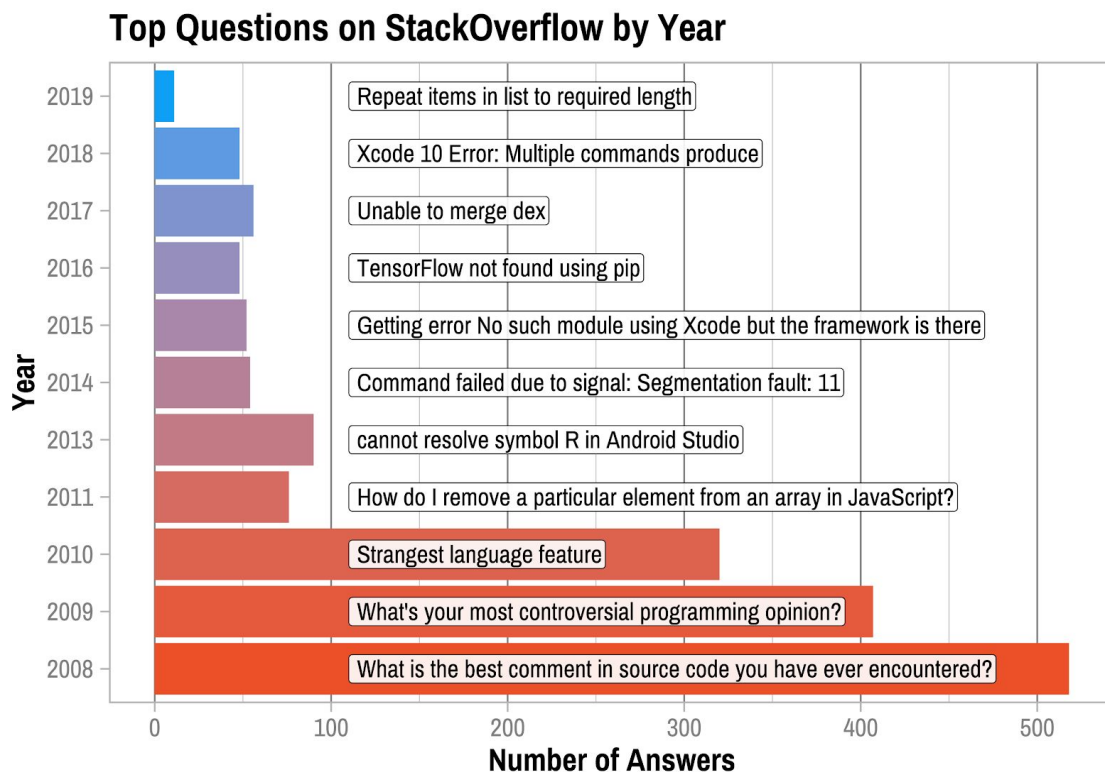 Top Questions on StackOverflow by Year
2019
Repeat items in list to required length
2018
Xcode 10 Error: Multiple commands produce
2017
Unable to merge dex
2016
TensorFlow not found using pip
2015
Getting error No such module using Xcode but the framework is there
2014
Command failed due to signal: Segmentation fault: 11
2013
cannot resolve symbol R in Android Studio
2011
How do I remove a particular element from an array in JavaScript?
2010
Strangest language feature
2009
What's your most controversial programming opinion?
2008
What is the best comment in source code you have ever encountered?
Year
0 100 200 300 400 500
Number of Answers